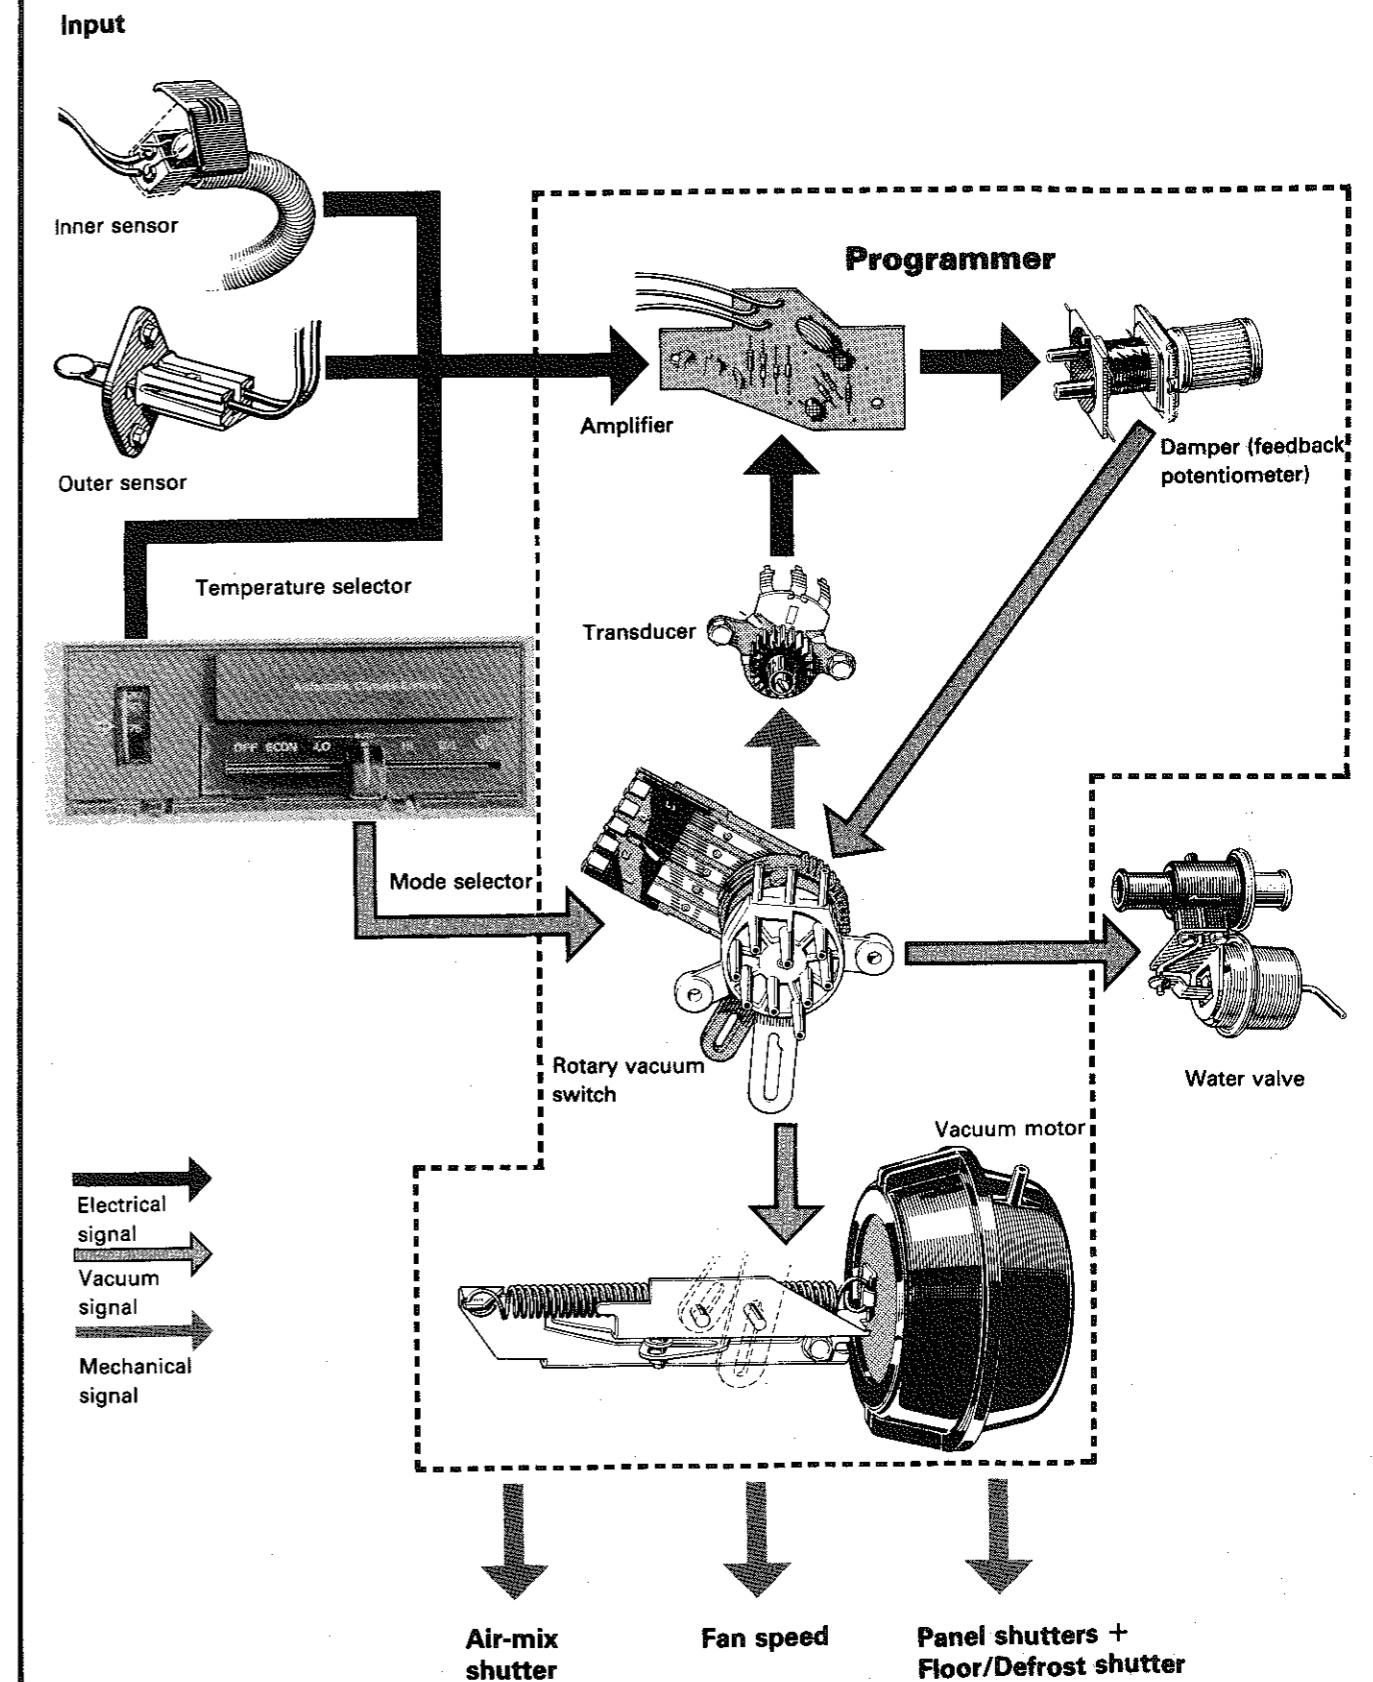 Input
Inner sensor
Programmer
Amplifier
Damper (feedback
potentiometer)
Outer sensor
Temperature selector
Transducer
OFF ECON LO
HI
Mode selector
Rotary vacuum
switch
Water valve
Vacuum motor
Electrical
signal
Vacuum
signal
Mechanical
signal
Air-mix
shutter
Fan speed
Panel shutters +
Floor/Defrost shutter